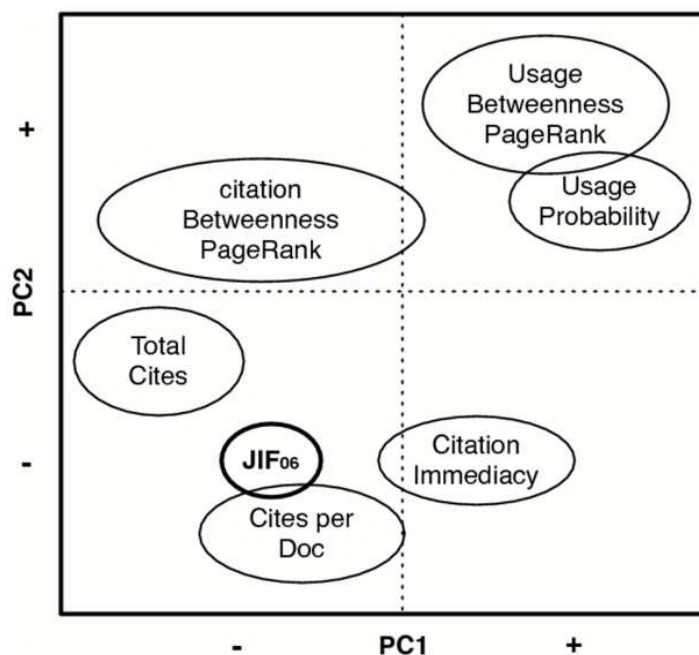 Usage
Betweenness
PageRank
Usage
Probability
citation
Betweenness
PageRank
+
PC2
-
Total
Cites
JIF06
Cites per
Doc
Citation
Immediacy
- PC1 +